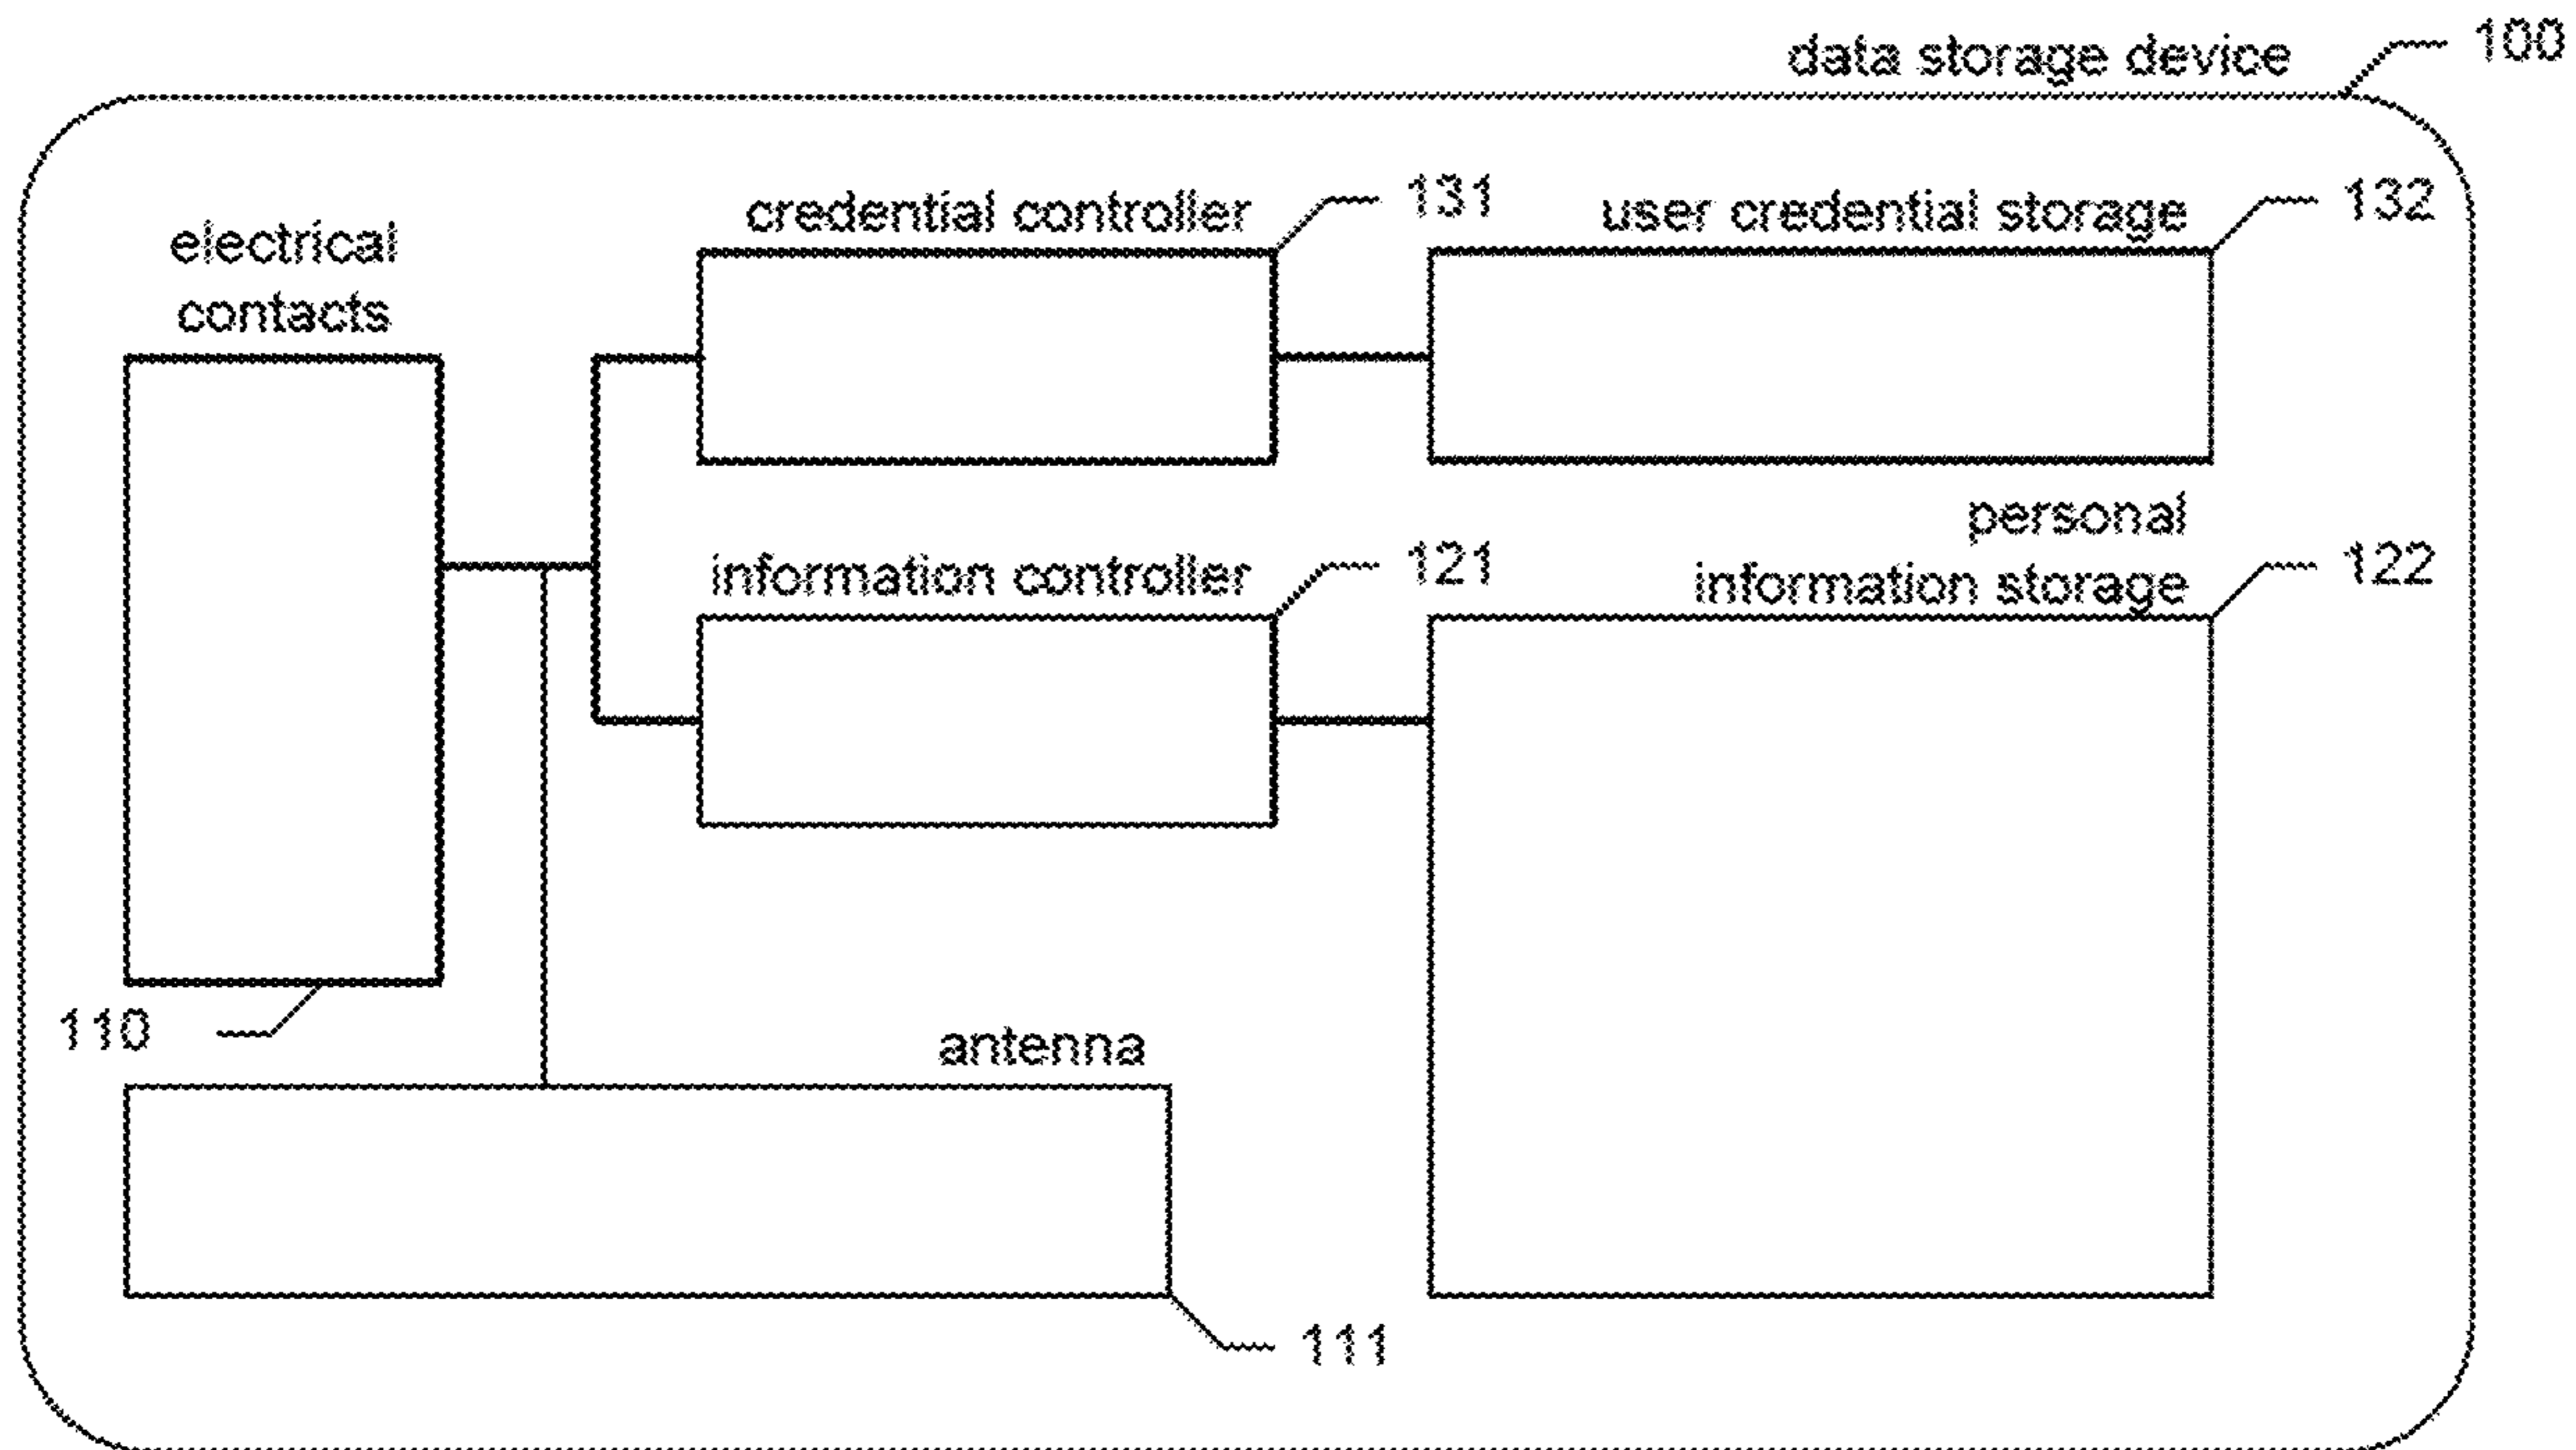 data storage device
100
credential controller
131
user credential storage
132
electrical
contacts
personal
information storage
122
information controller
121
110
antenna
111